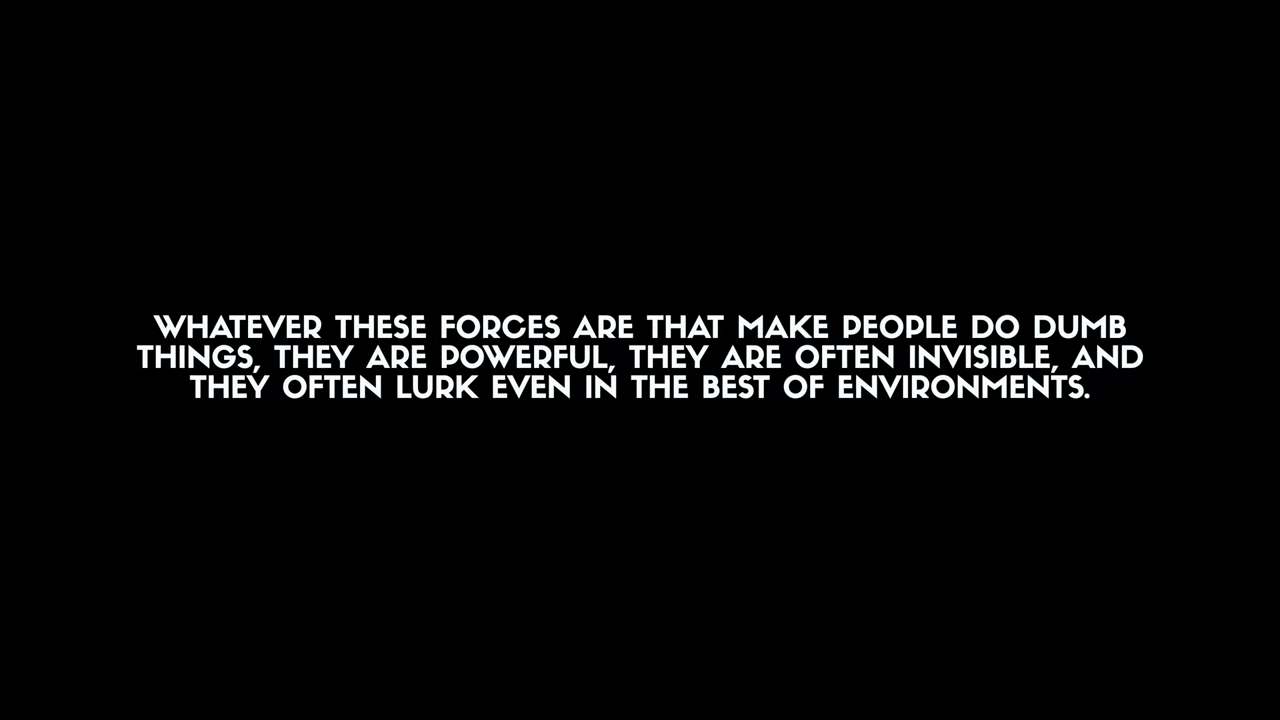 WHATEVER THESE FORCES ARE THAT MAKE PEOPLE DO DUMB
THINGS, THEY ARE POWERFUL, THEY ARE OFTEN INVISIBLE, AND
THEY OFTEN LURK EVEN IN THE BEST OF ENVIRONMENTS.